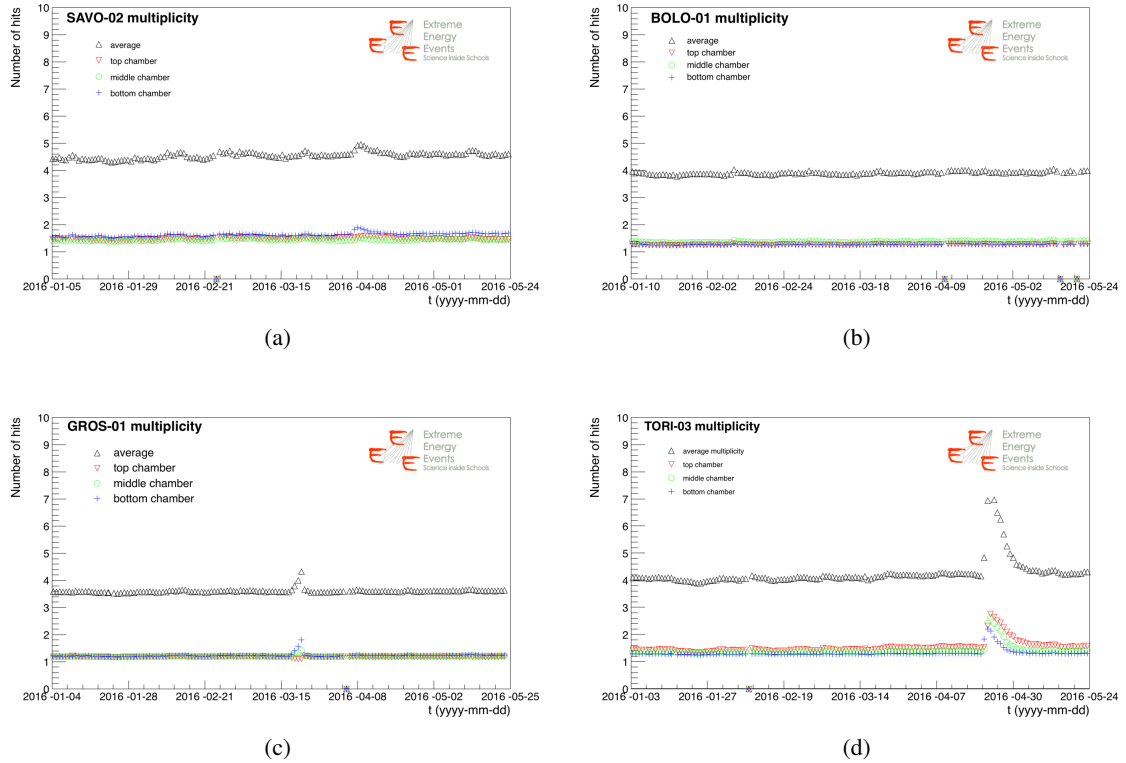 SAVO-02 multiplicity
Extreme
Energy
Events
Science Inside Schools
average
top chamber
middle chamber
bottom chamber
Number of hits
10
9
8
7
6
5
4
3
2
1
0
2016 -01-05 2016 -01-29 2016 -02-21 2016 -03-15 2016 -04-08 2016 -05-01 2016 -05-24
t (yyyy-mm-dd)
(a)
BOLO-01 multiplicity
Extreme
Energy
Events
Science Inside Schools
average
top chamber
middle chamber
bottom chamber
Number of hits
10
9
8
7
6
5
4
3
2
1
0
2016 -01-10 2016 -02-02 2016 -02-24 2016 -03-18 2016 -04-09 2016 -05-02 2016 -05-24
t (yyyy-mm-dd)
(b)
GROS-01 multiplicity
Extreme
Energy
Events
Science Inside Schools
average
top chamber
middle chamber
bottom chamber
Number of hits
10
9
8
7
6
5
4
3
2
1
0
2016 -01-04 2016 -01-28 2016 -02-21 2016 -03-15 2016 -04-08 2016 -05-02 2016 -05-25
t (yyyy-mm-dd)
(c)
TORI-03 multiplicity
Extreme
Energy
Events
Science Inside Schools
average multiplicity
top chamber
middle chamber
bottom chamber
Number of hits
10
9
8
7
6
5
4
3
2
1
0
2016 -01-03 2016 -01-27 2016 -02-19 2016 -03-14 2016 -04-07 2016 -04-30 2016 -05-24
t (yyyy-mm-dd)
(d)